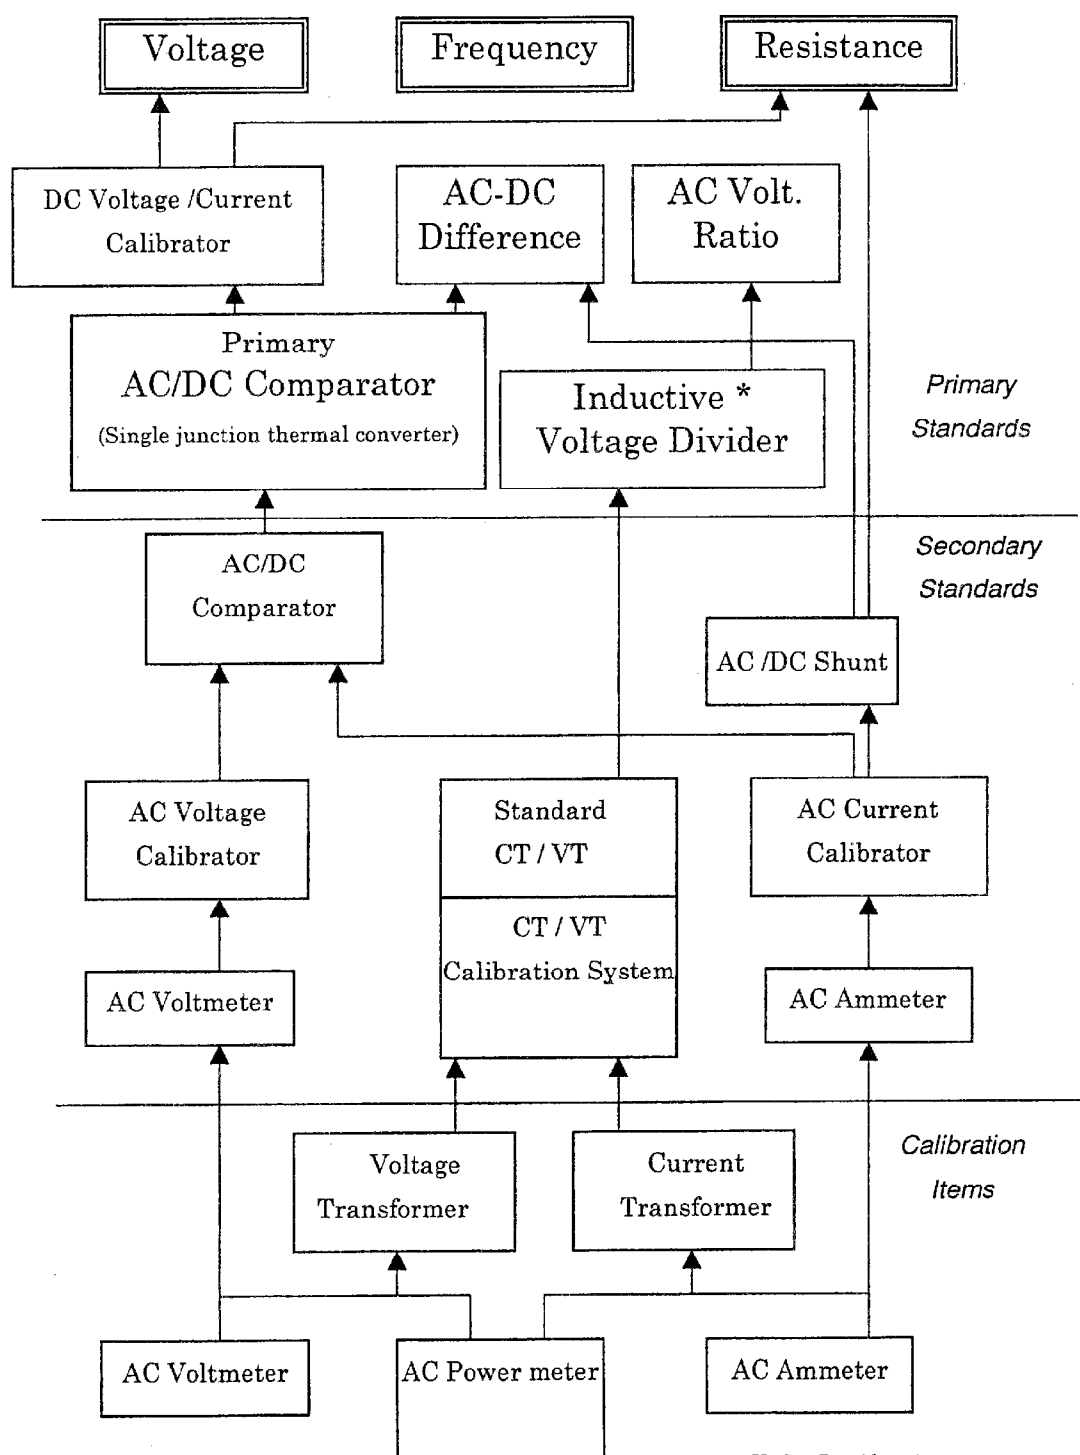 Voltage
Frequency
Resistance
DC Voltage /Current
Calibrator
AC-DC
Difference
AC Volt.
Ratio
Primary
AC/DC Comparator
(Single junction thermal converter)
Inductive *
Voltage Divider
Primary
Standards
AC/DC
Comparator
Secondary
Standards
AC /DC Shunt
AC Voltage
Calibrator
Standard
CT / VT
AC Current
Calibrator
CT / VT
Calibration System
AC Voltmeter
AC Ammeter
Voltage
Transformer
Current
Transformer
Calibration
Items
AC Voltmeter
AC Power meter
AC Ammeter